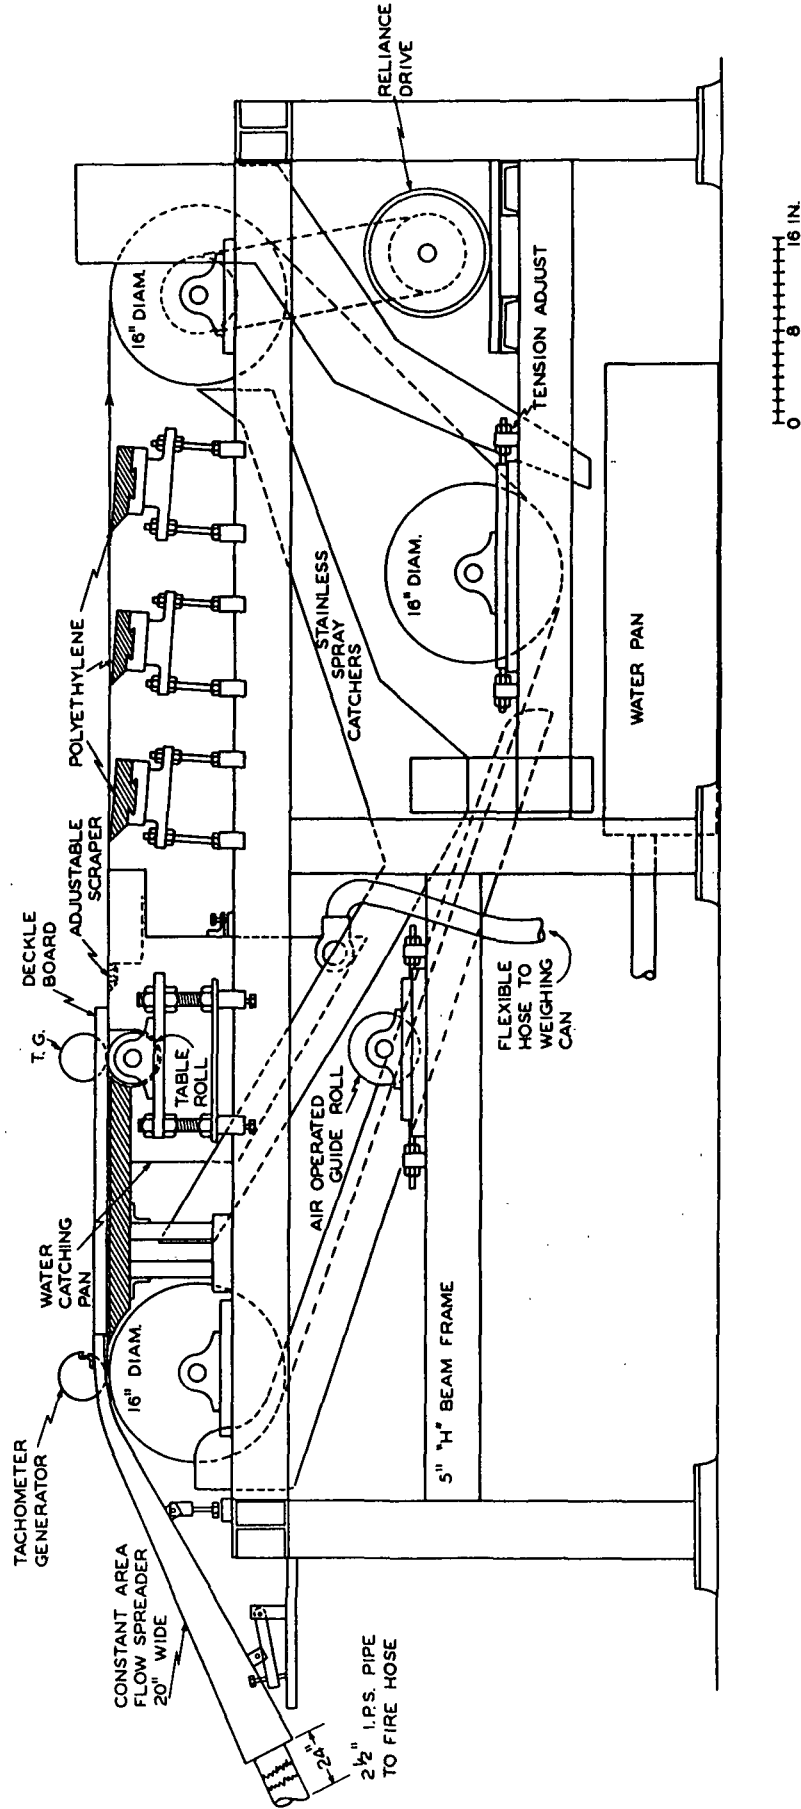 TACHOMETER
GENERATOR
WATER
CATCHING
PAN
T. G.
DECKLE
BOARD
ADJUSTABLE
SCRAPER
POLYETHYLENE
RELIANCE
DRIVE
CONSTANT AREA
FLOW SPREADER
20" WIDE
16" DIAM.
TABLE
ROLL
16" DIAM.
STAINLESS
SPRAY
CATCHERS
AIR OPERATED
GUIDE ROLL
16" DIAM.
TENSION ADJUST
24"
2 1/2" I.P.S. PIPE
TO FIRE HOSE
5" "H" BEAM FRAME
FLEXIBLE
HOSE TO
WEIGHING
CAN
WATER PAN
0 8 16 IN.